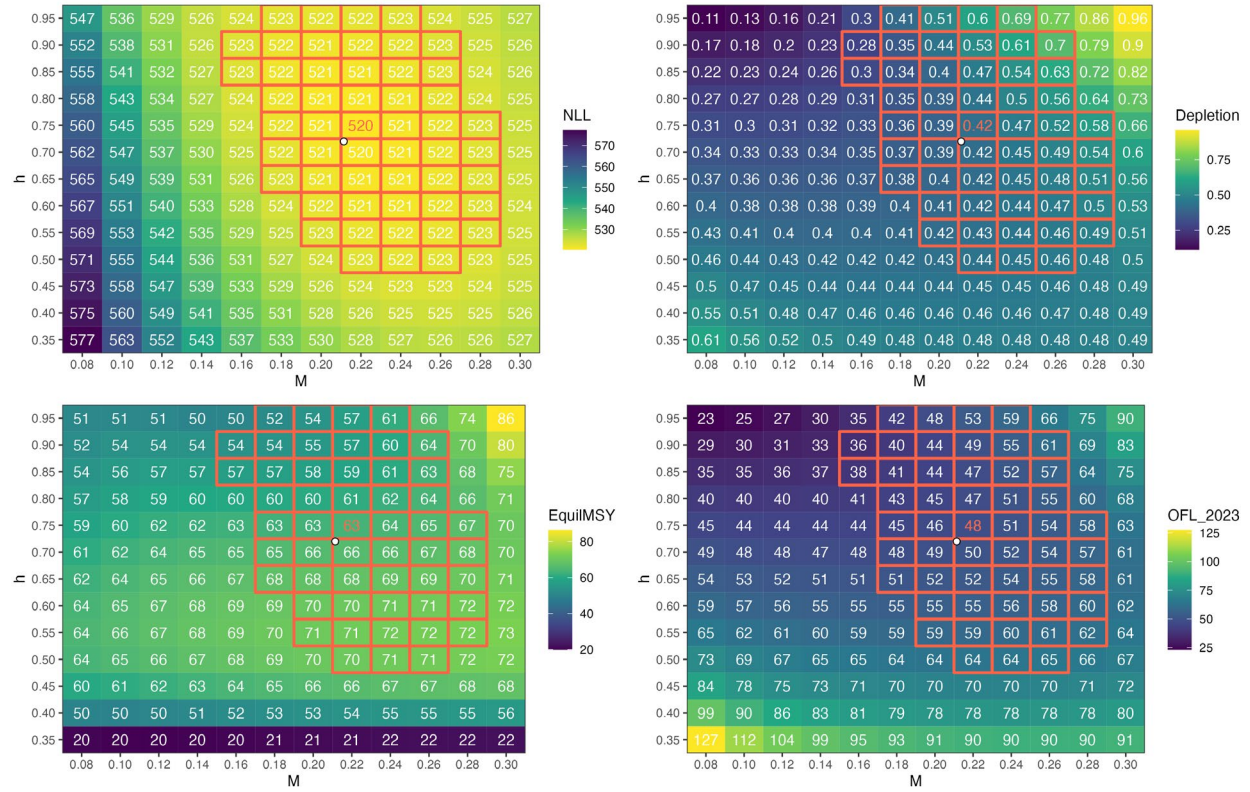 0.95 547 536 529 526 524 523 522 522 523 524 525 527
0.90 552 538 531 526 523 522 521 522 522 523 525 526
0.85 555 541 532 527 523 522 521 521 522 523 524 526
0.80 558 543 534 527 524 522 521 521 521 522 524 525
0.75 560 545 535 529 524 522 521 520 521 522 523 525
0.70 562 547 537 530 525 522 521 520 521 522 523 525
0.65 565 549 539 531 526 523 521 521 521 522 523 525
0.60 567 551 540 533 528 524 522 521 521 522 523 524
0.55 569 553 542 535 529 525 523 522 522 522 523 524
0.50 571 555 544 536 531 527 524 523 522 523 524 525
0.45 573 558 547 539 533 529 526 524 523 523 524 525
0.40 575 560 549 541 535 531 528 526 525 525 525 526
0.35 577 563 552 543 537 533 530 528 527 526 526 527
0.08 0.10 0.12 0.14 0.16 0.18 0.20 0.22 0.24 0.26 0.28 0.30
M
h
NLL
570
560
550
540
530
0.95 0.11 0.13 0.16 0.21 0.3 0.41 0.51 0.6 0.69 0.77 0.86 0.96
0.90 0.17 0.18 0.2 0.23 0.28 0.35 0.44 0.53 0.61 0.7 0.79 0.9
0.85 0.22 0.23 0.24 0.26 0.3 0.34 0.4 0.47 0.54 0.63 0.72 0.82
0.80 0.27 0.27 0.28 0.29 0.31 0.35 0.39 0.44 0.5 0.56 0.64 0.73
0.75 0.31 0.3 0.31 0.32 0.33 0.36 0.39 0.42 0.47 0.52 0.58 0.66
0.70 0.34 0.33 0.33 0.34 0.35 0.37 0.39 0.42 0.45 0.49 0.54 0.6
0.65 0.37 0.36 0.36 0.36 0.37 0.38 0.4 0.42 0.45 0.48 0.51 0.56
0.60 0.4 0.38 0.38 0.38 0.39 0.4 0.41 0.42 0.44 0.47 0.5 0.53
0.55 0.43 0.41 0.4 0.4 0.41 0.41 0.42 0.43 0.44 0.46 0.49 0.51
0.50 0.46 0.44 0.43 0.42 0.42 0.42 0.43 0.44 0.45 0.46 0.48 0.5
0.45 0.5 0.47 0.45 0.44 0.44 0.44 0.44 0.45 0.46 0.46 0.48 0.49
0.40 0.55 0.51 0.48 0.47 0.46 0.46 0.46 0.46 0.47 0.47 0.48 0.49
0.35 0.61 0.56 0.52 0.5 0.49 0.48 0.48 0.48 0.48 0.48 0.48 0.49
0.08 0.10 0.12 0.14 0.16 0.18 0.20 0.22 0.24 0.26 0.28 0.30
M
h
Depletion
0.75
0.50
0.25
0.95 51 51 51 50 50 52 54 57 61 66 74 86
0.90 52 54 54 54 54 54 55 57 60 64 70 80
0.85 54 56 57 57 57 57 58 59 61 63 68 75
0.80 57 58 59 60 60 60 60 61 62 64 66 71
0.75 59 60 62 62 63 63 63 63 64 65 67 70
0.70 61 62 64 65 65 66 66 66 66 67 68 70
0.65 62 64 65 66 67 68 68 68 69 69 70 71
0.60 64 65 67 68 69 69 70 70 71 71 72 72
0.55 64 66 67 68 69 70 71 71 72 72 72 73
0.50 64 65 66 67 68 69 70 70 71 71 72 72
0.45 60 61 62 63 64 65 66 66 67 67 68 68
0.40 50 50 50 51 52 53 53 54 55 55 55 56
0.35 20 20 20 20 20 21 21 21 22 22 22 22
0.08 0.10 0.12 0.14 0.16 0.18 0.20 0.22 0.24 0.26 0.28 0.30
M
h
EquilMSY
80
60
40
20
0.95 23 25 27 30 35 42 48 53 59 66 75 90
0.90 29 30 31 33 36 40 44 49 55 61 69 83
0.85 35 35 36 37 38 41 44 47 52 57 64 75
0.80 40 40 40 40 41 43 45 47 51 55 60 68
0.75 45 44 44 44 44 45 46 48 51 54 58 63
0.70 49 48 48 47 48 48 49 50 52 54 57 61
0.65 54 53 52 51 51 51 52 52 54 55 58 61
0.60 59 57 56 55 55 55 55 55 56 58 60 62
0.55 65 62 61 60 59 59 59 59 60 61 62 64
0.50 73 69 67 65 65 64 64 64 64 65 66 67
0.45 84 78 75 73 71 70 70 70 70 70 71 72
0.40 99 90 86 83 81 79 78 78 78 78 78 80
0.35 127 112 104 99 95 93 91 90 90 90 90 91
0.08 0.10 0.12 0.14 0.16 0.18 0.20 0.22 0.24 0.26 0.28 0.30
M
h
OFL_2023
125
100
75
50
25